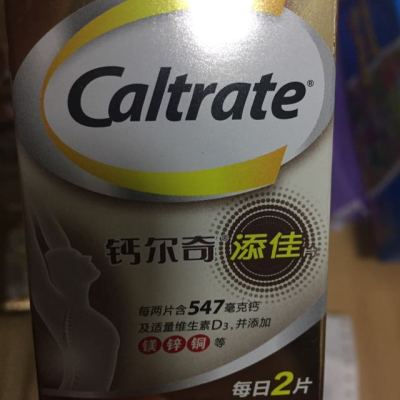 Caltrate®
钙尔奇® 添佳片
每两片含547毫克钙
及适量维生素D3，并添加
镁 锌 铜 等
每日2片